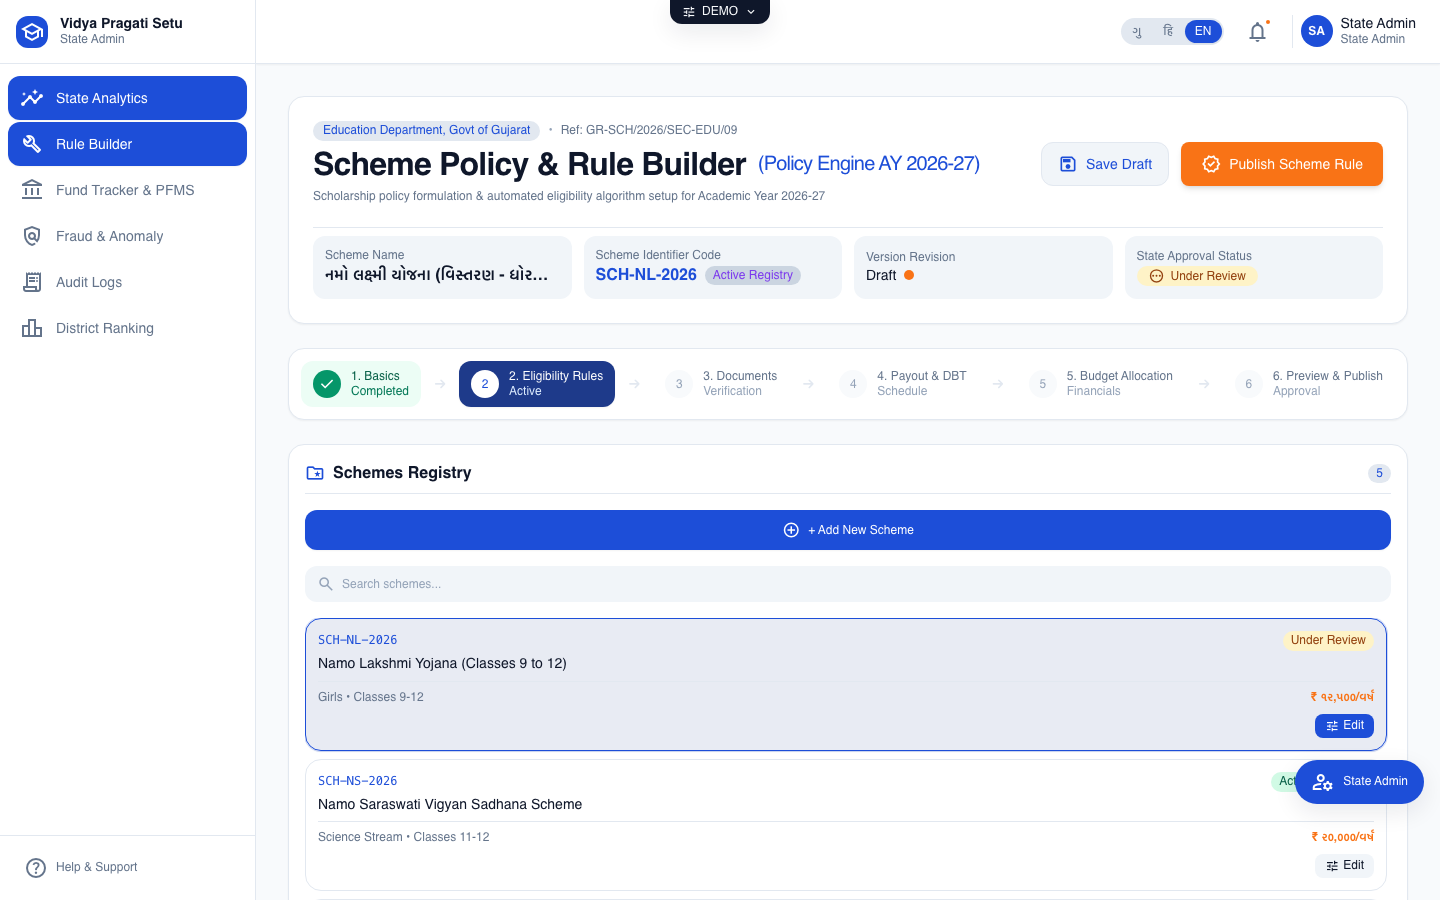 Vidya Pragati Setu
State Admin
DEMO
ગુ
हि
EN
SA
State Admin
State Admin
State Analytics
Rule Builder
Fund Tracker & PFMS
Fraud & Anomaly
Audit Logs
District Ranking
Help & Support
Education Department, Govt of Gujarat • Ref: GR-SCH/2026/SEC-EDU/09
Scheme Policy & Rule Builder (Policy Engine AY 2026-27)
Scholarship policy formulation & automated eligibility algorithm setup for Academic Year 2026-27
Save Draft
Publish Scheme Rule
Scheme Name
નમો લક્ષ્મી યોજના (વિસ્તરણ - ધોર...
Scheme Identifier Code
SCH-NL-2026 Active Registry
Version Revision
Draft
State Approval Status
Under Review
1. Basics
Completed
2
2. Eligibility Rules
Active
3
3. Documents
Verification
4
4. Payout & DBT
Schedule
5
5. Budget Allocation
Financials
6
6. Preview & Publish
Approval
Schemes Registry
5
+ Add New Scheme
Search schemes...
SCH-NL-2026
Under Review
Namo Lakshmi Yojana (Classes 9 to 12)
Girls • Classes 9-12
₹ ૧૨,૫૦૦/વર્ષ
Edit
SCH-NS-2026
Act
State Admin
Namo Saraswati Vigyan Sadhana Scheme
Science Stream • Classes 11-12
₹ ૨૦,૦૦૦/વર્ષ
Edit